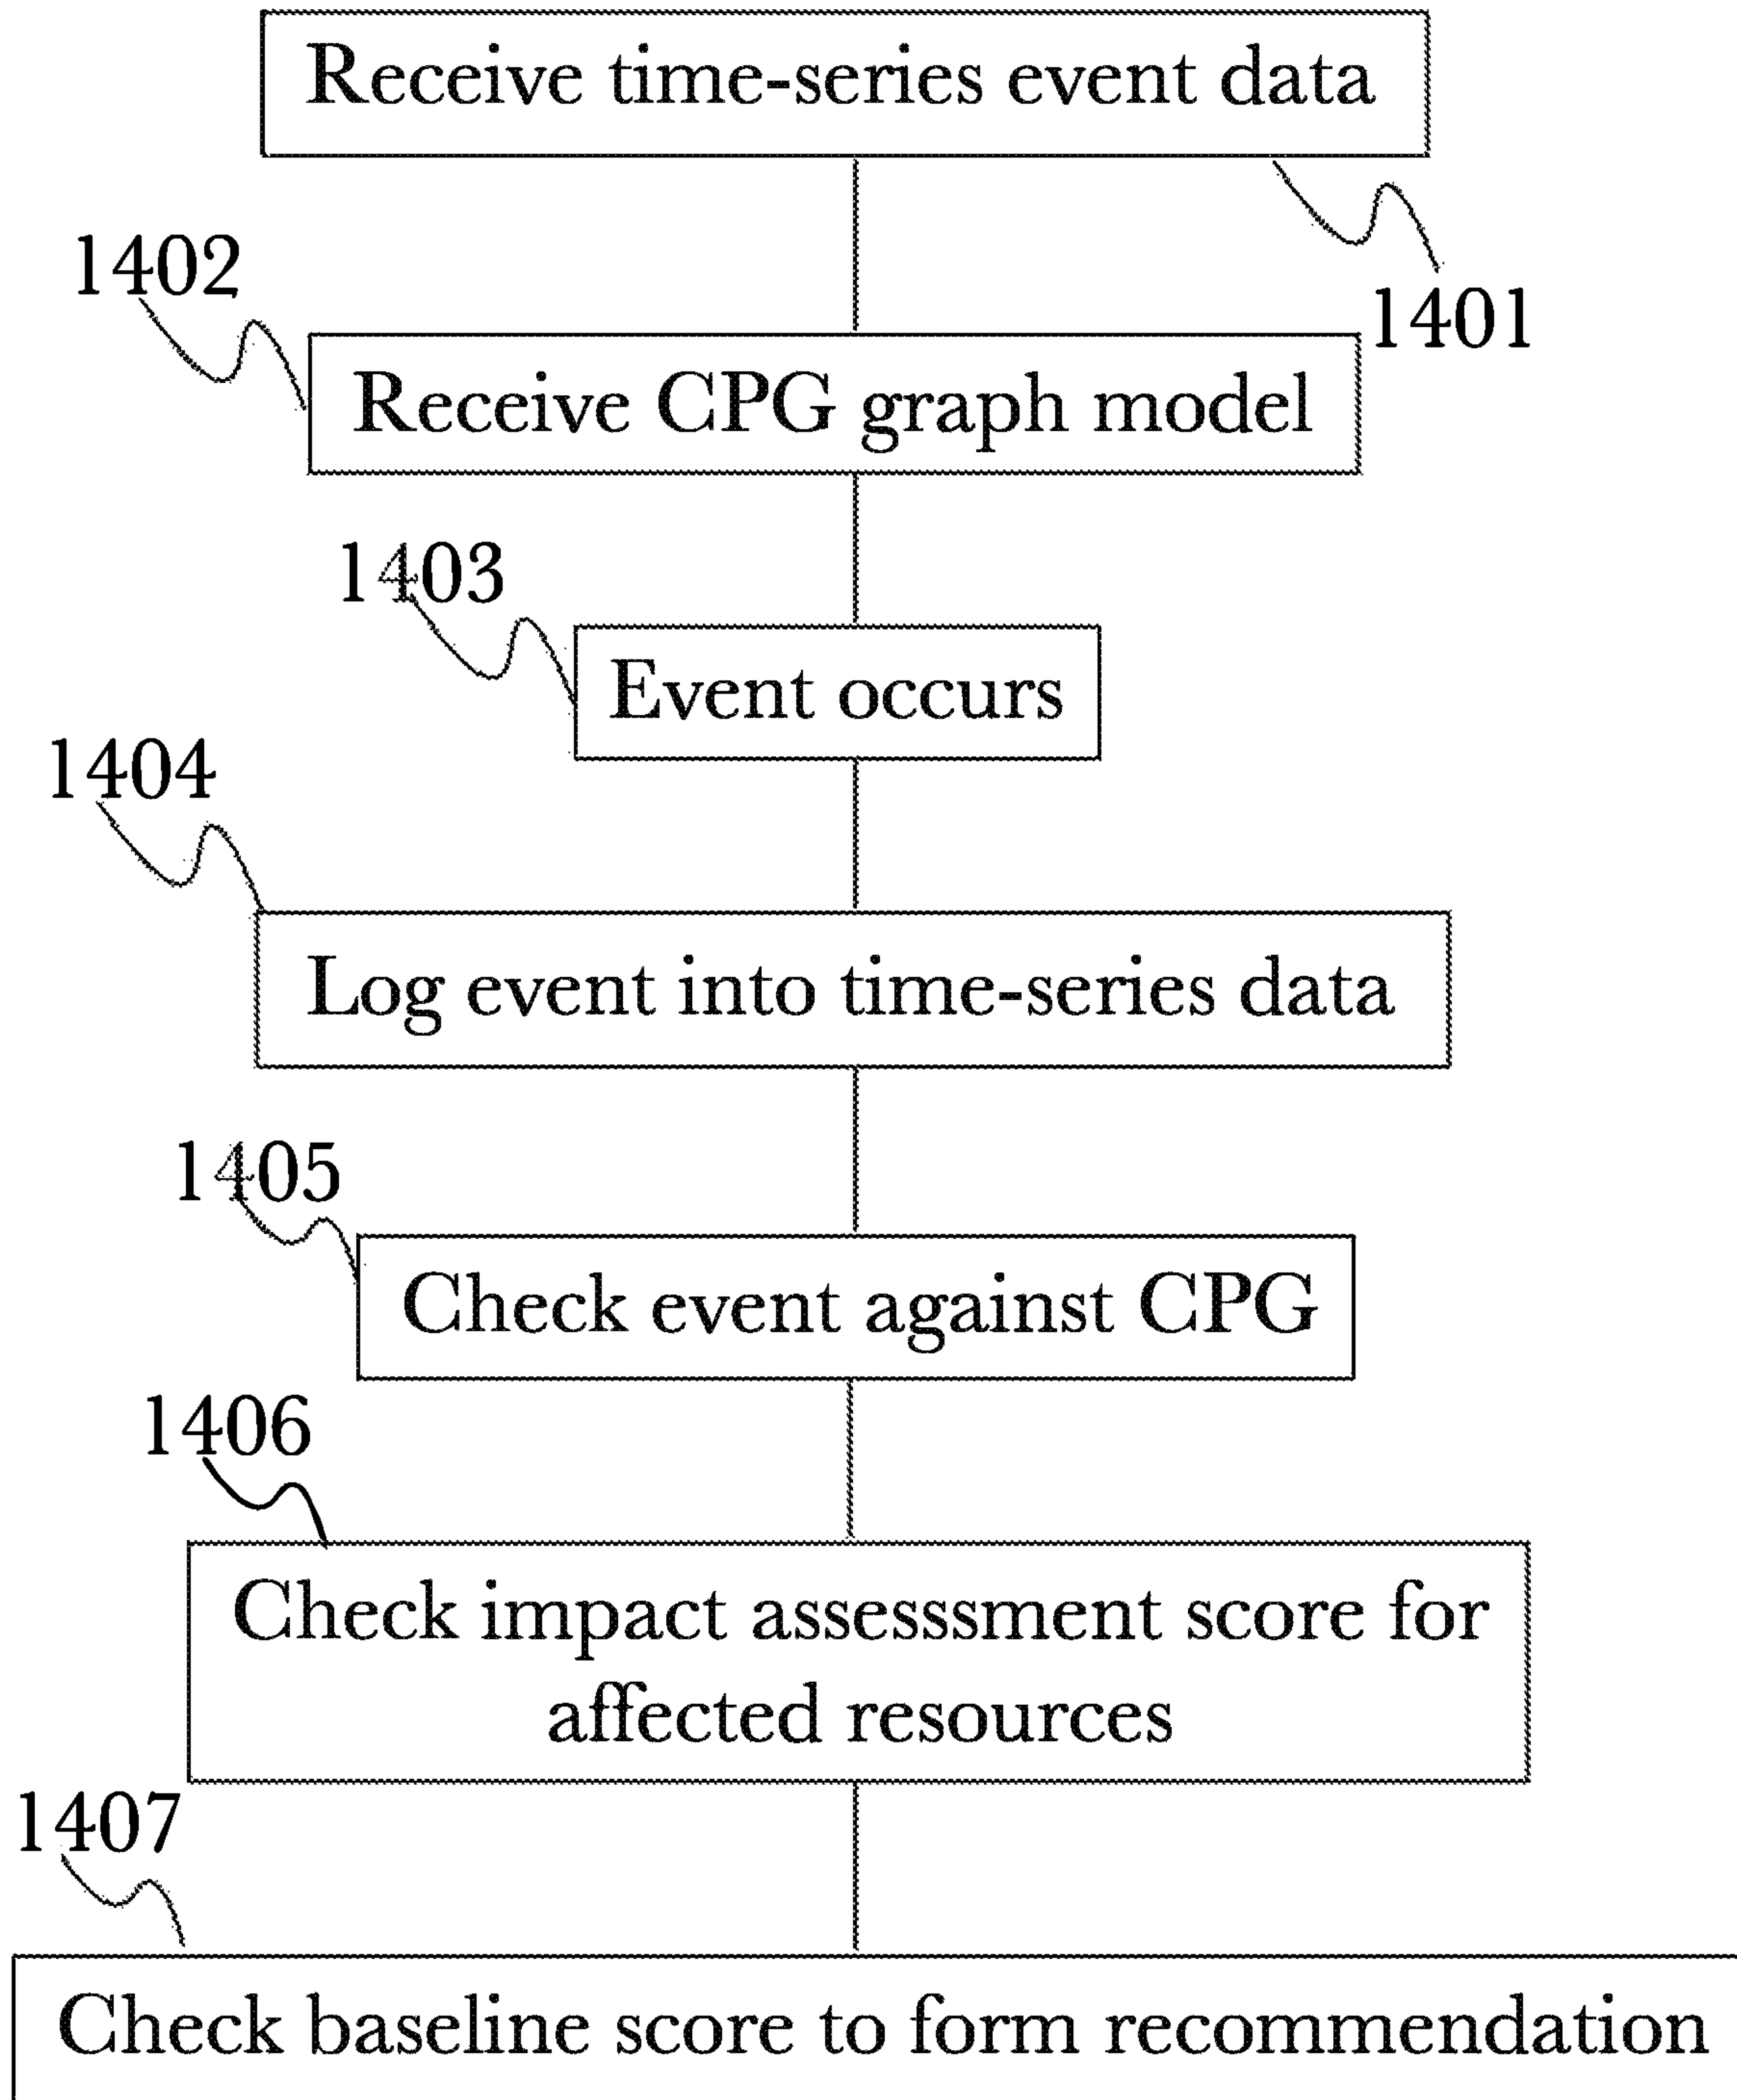 Receive time-series event data
1401
1402
Receive CPG graph model
1403
Event occurs
1404
Log event into time-series data
1405
Check event against CPG
1406
Check impact assesssment score for
affected resources
1407
Check baseline score to form recommendation